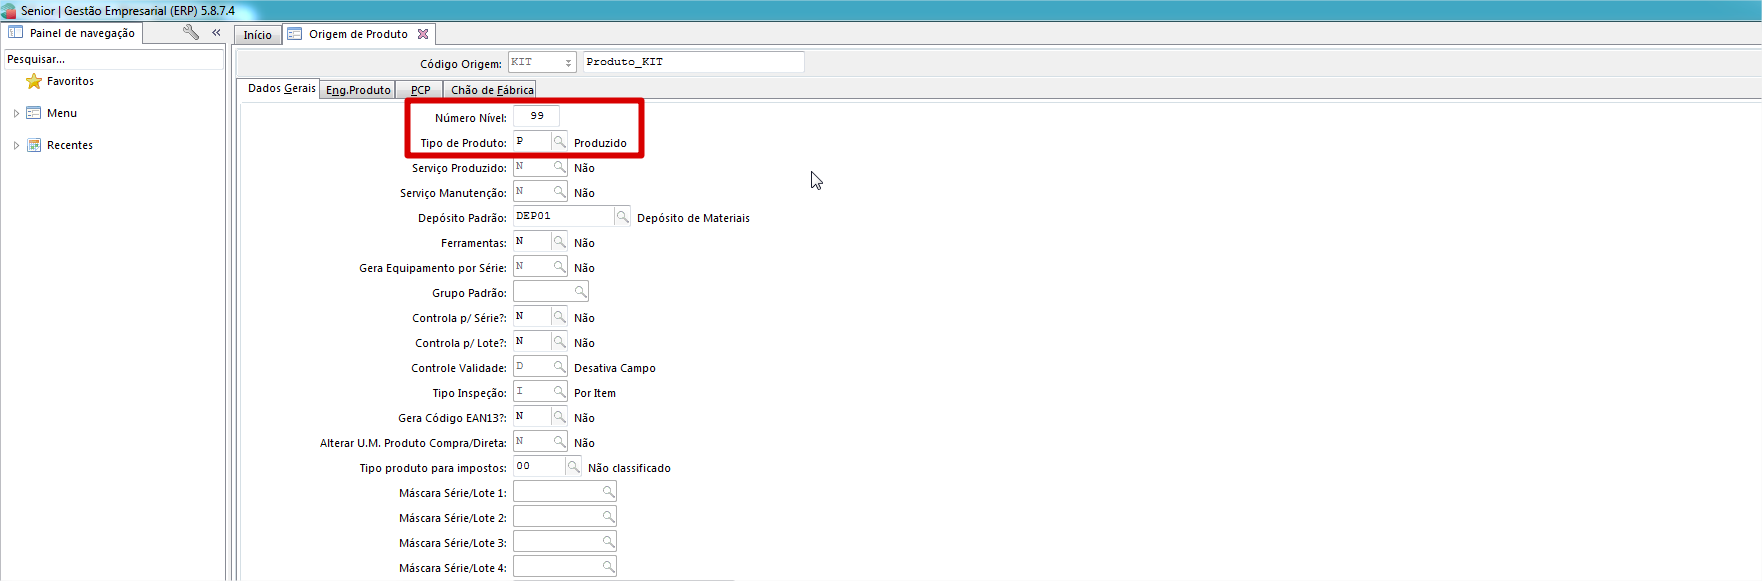 Senior | Gestão Empresarial (ERP) 5.8.7.4
Painel de navegação
Início
Origem de Produto
Pesquisar...
Favoritos
Menu
Recentes
Código Origem: KIT Produto_KIT
Dados Gerais Eng.Produto PCP Chão de Fábrica
Número Nível: 99
Tipo de Produto: P Produzido
Serviço Produzido: N Não
Serviço Manutenção: N Não
Depósito Padrão: DEP01 Depósito de Materiais
Ferramentas: N Não
Gera Equipamento por Série: N Não
Grupo Padrão:
Controla p/ Série?: N Não
Controla p/ Lote?: N Não
Controle Validade: D Desativa Campo
Tipo Inspeção: I Por Item
Gera Código EAN13?: N Não
Alterar U.M. Produto Compra/Direta: N Não
Tipo produto para impostos: 00 Não classificado
Máscara Série/Lote 1:
Máscara Série/Lote 2:
Máscara Série/Lote 3:
Máscara Série/Lote 4: